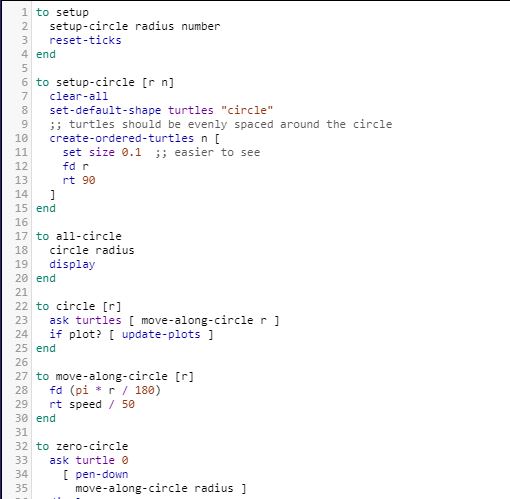 1 to setup
2   setup-circle radius number
3   reset-ticks
4 end
5
6 to setup-circle [r n]
7   clear-all
8   set-default-shape turtles "circle"
9   ;; turtles should be evenly spaced around the circle
10   create-ordered-turtles n [
11     set size 0.1  ;; easier to see
12     fd r
13     rt 90
14   ]
15 end
16
17 to all-circle
18   circle radius
19   display
20 end
21
22 to circle [r]
23   ask turtles [ move-along-circle r ]
24   if plot? [ update-plots ]
25 end
26
27 to move-along-circle [r]
28   fd (pi * r / 180)
29   rt speed / 50
30 end
31
32 to zero-circle
33   ask turtle 0
34     [ pen-down
35       move-along-circle radius ]